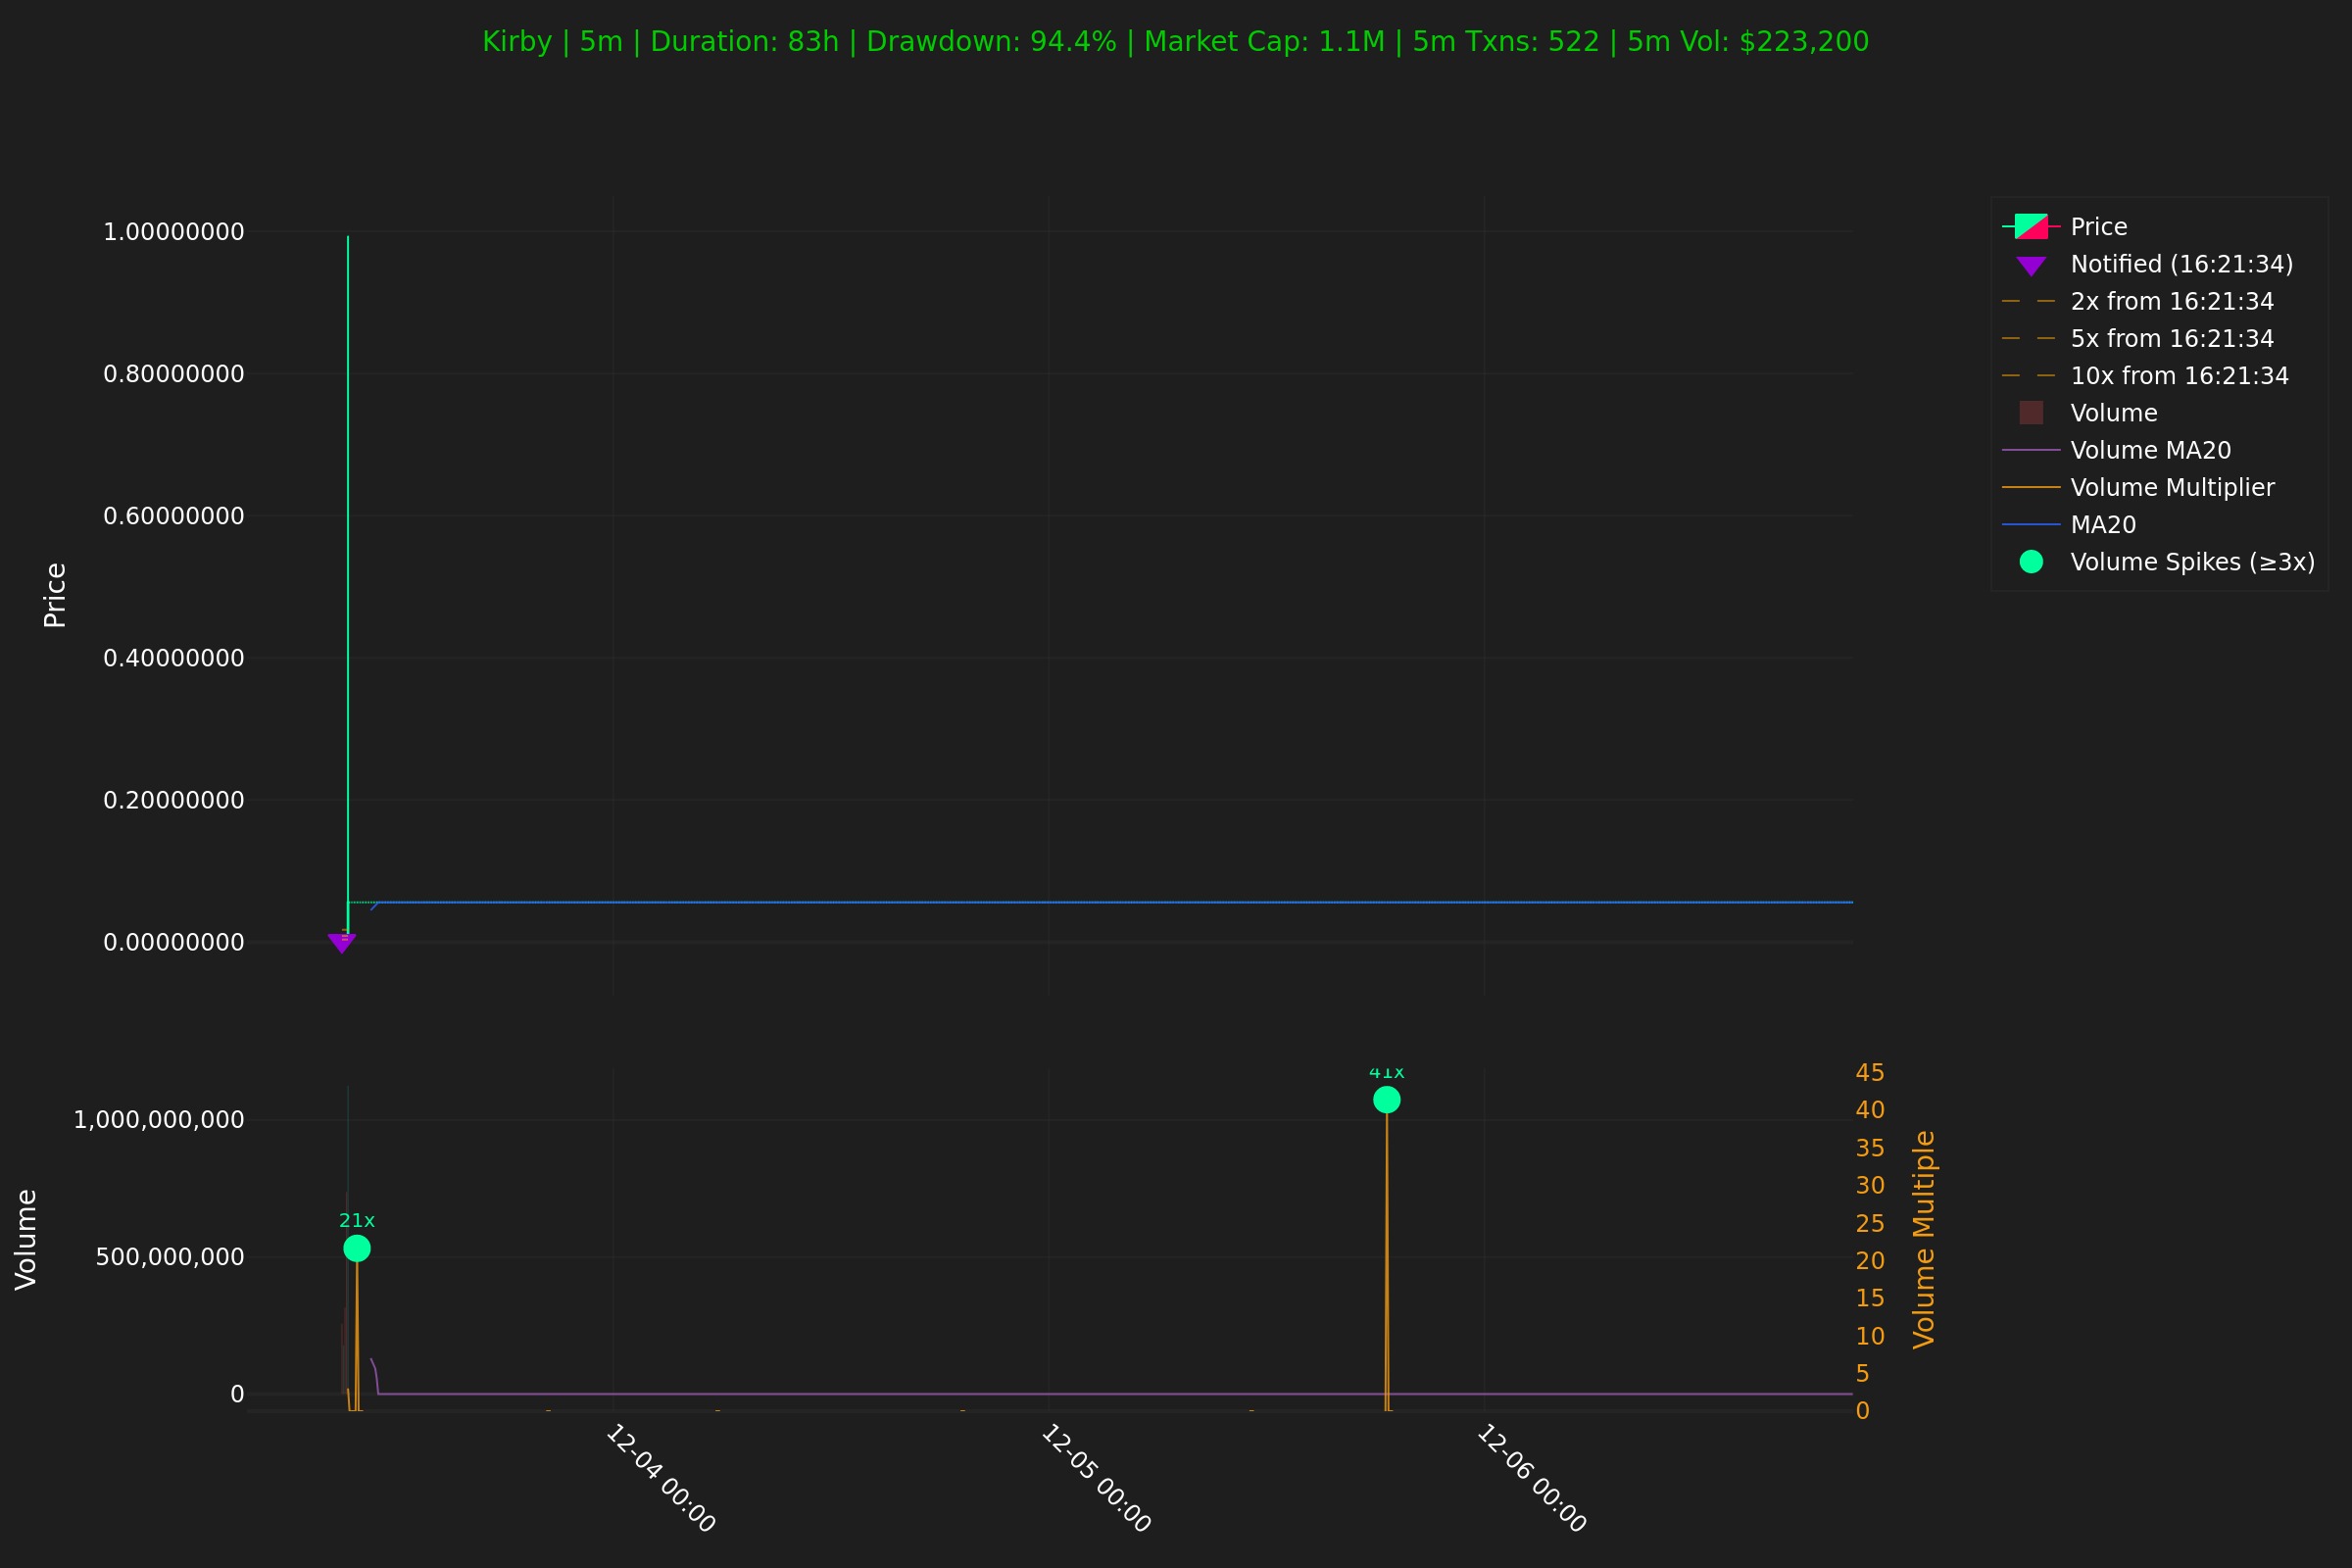 Kirby | 5m | Duration: 83h | Drawdown: 94.4% | Market Cap: 1.1M | 5m Txns: 522 | 5m Vol: $223,200
Price
1.00000000
0.80000000
0.60000000
0.40000000
0.20000000
0.00000000
Price
Notified (16:21:34)
2x from 16:21:34
5x from 16:21:34
10x from 16:21:34
Volume
Volume MA20
Volume Multiplier
MA20
Volume Spikes (≥3x)
Volume
1,000,000,000
500,000,000
0
21x
41x
45
40
35
30
25
20
15
10
5
0
Volume Multiple
12-04 00:00
12-05 00:00
12-06 00:00